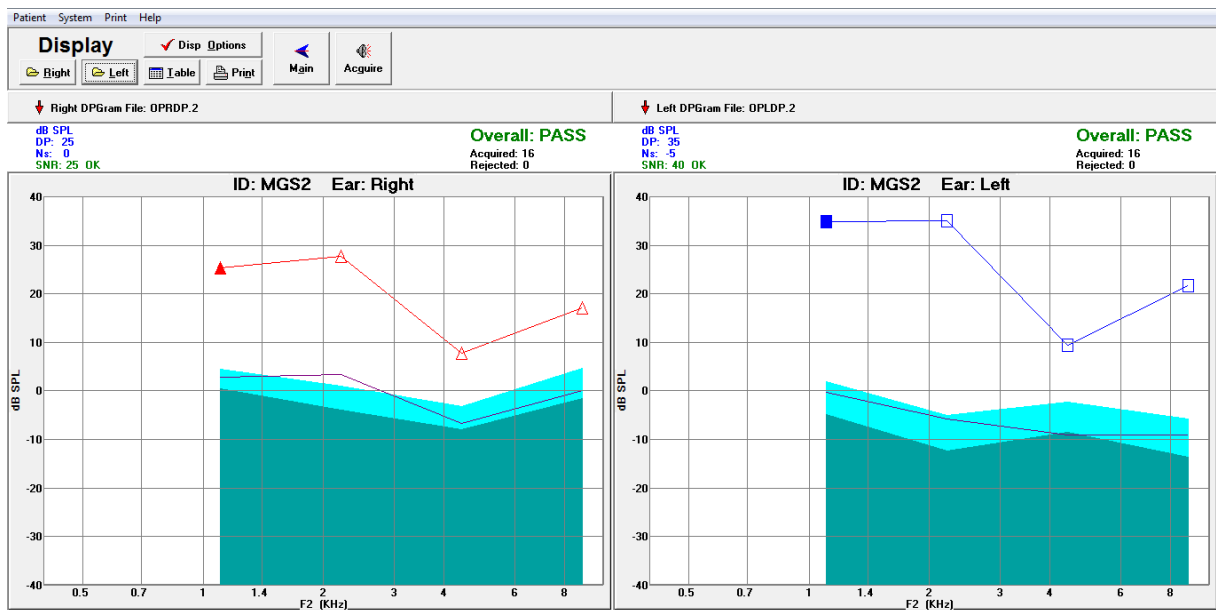 Patient System Print Help
Display
Disp Options
Right Left Table Print
Main
Acquire
Right DPGram File: OPRDP.2
dB SPL
DP: 25
Ns: 0
SNR: 25 OK
Overall: PASS
Acquired: 16
Rejected: 0
ID: MGS2 Ear: Right
40
30
20
10
0
-10
-20
-30
-40
dB SPL
0.5 0.7 1 1.4 2 3 4 6 8
F2 (KHz)
Left DPGram File: OPLDP.2
dB SPL
DP: 35
Ns: -5
SNR: 40 OK
Overall: PASS
Acquired: 16
Rejected: 0
ID: MGS2 Ear: Left
40
30
20
10
0
-10
-20
-30
-40
dB SPL
0.5 0.7 1 1.4 2 3 4 6 8
F2 (KHz)